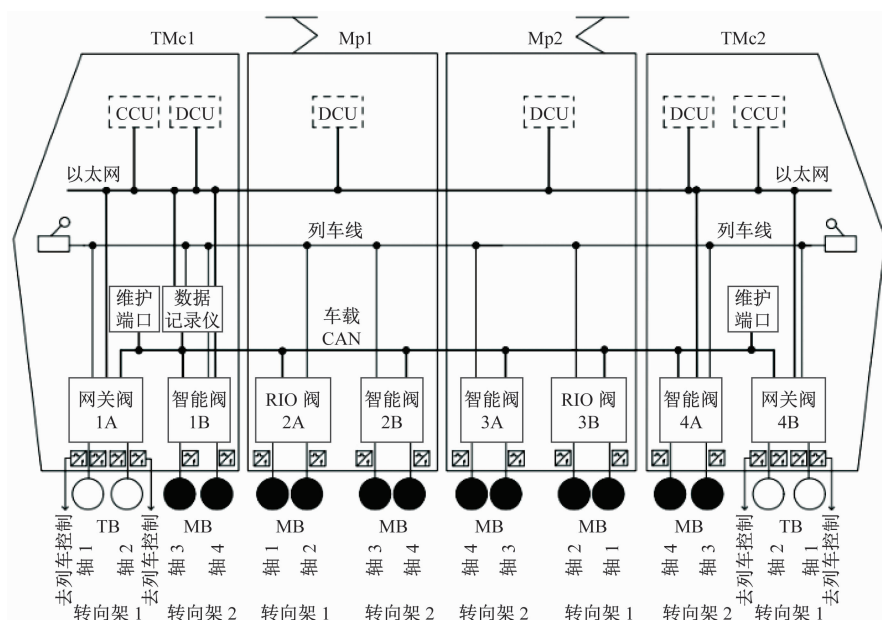 TMc1
Mp1
Mp2
TMc2
CCU
DCU
DCU
DCU
DCU
CCU
以太网
以太网
列车线
列车线
维护
端口
数据
记录仪
车载
CAN
维护
端口
网关阀
1A
智能阀
1B
RIO 阀
2A
智能阀
2B
智能阀
3A
RIO 阀
3B
智能阀
4A
网关阀
4B
去列车控制
轴 1
TB
轴 2
去列车控制
轴 3
MB
轴 4
轴 1
MB
轴 2
轴 3
MB
轴 4
轴 4
MB
轴 3
轴 2
MB
轴 1
轴 4
MB
轴 3
去列车控制
轴 2
TB
轴 1
去列车控制
转向架 1
转向架 2
转向架 1
转向架 2
转向架 2
转向架 1
转向架 2
转向架 1